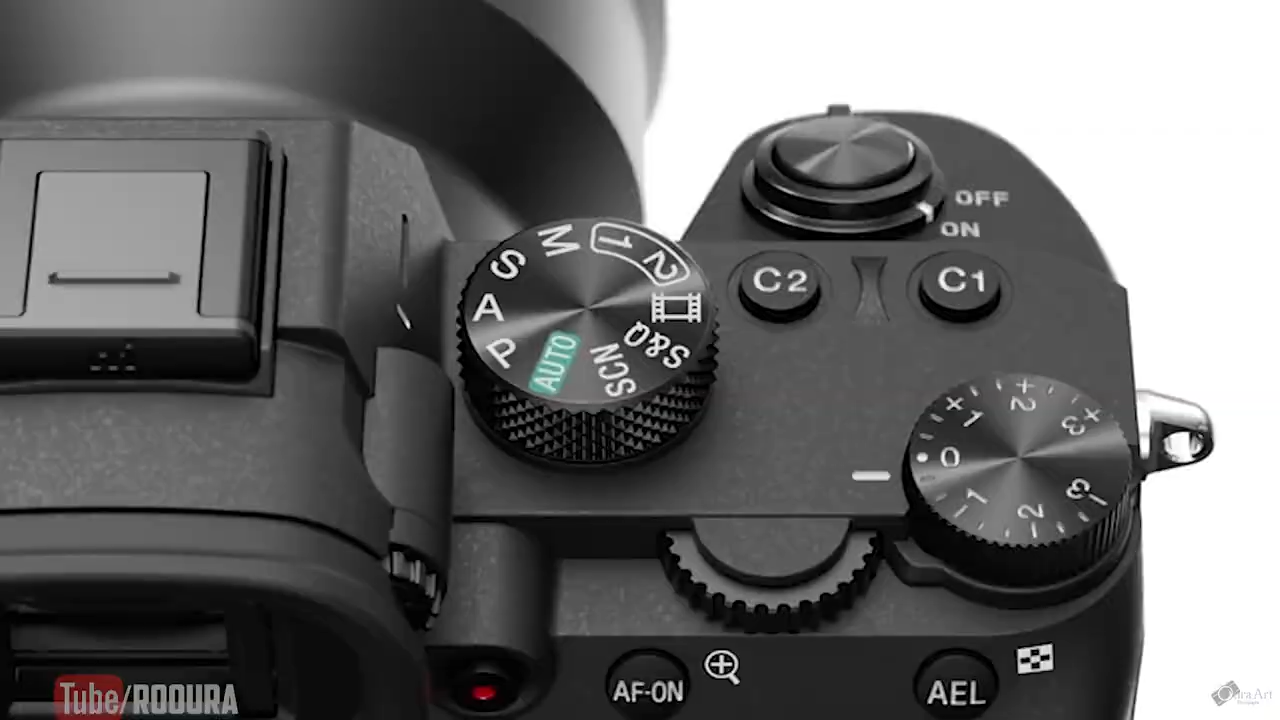 OFF
ON
M
1
2
S
A
P
AUTO
SCN
S&Q
C2
C1
+1
+2
+3
0
1
2
3
AF-ON
AEL
Tube/ROOURA